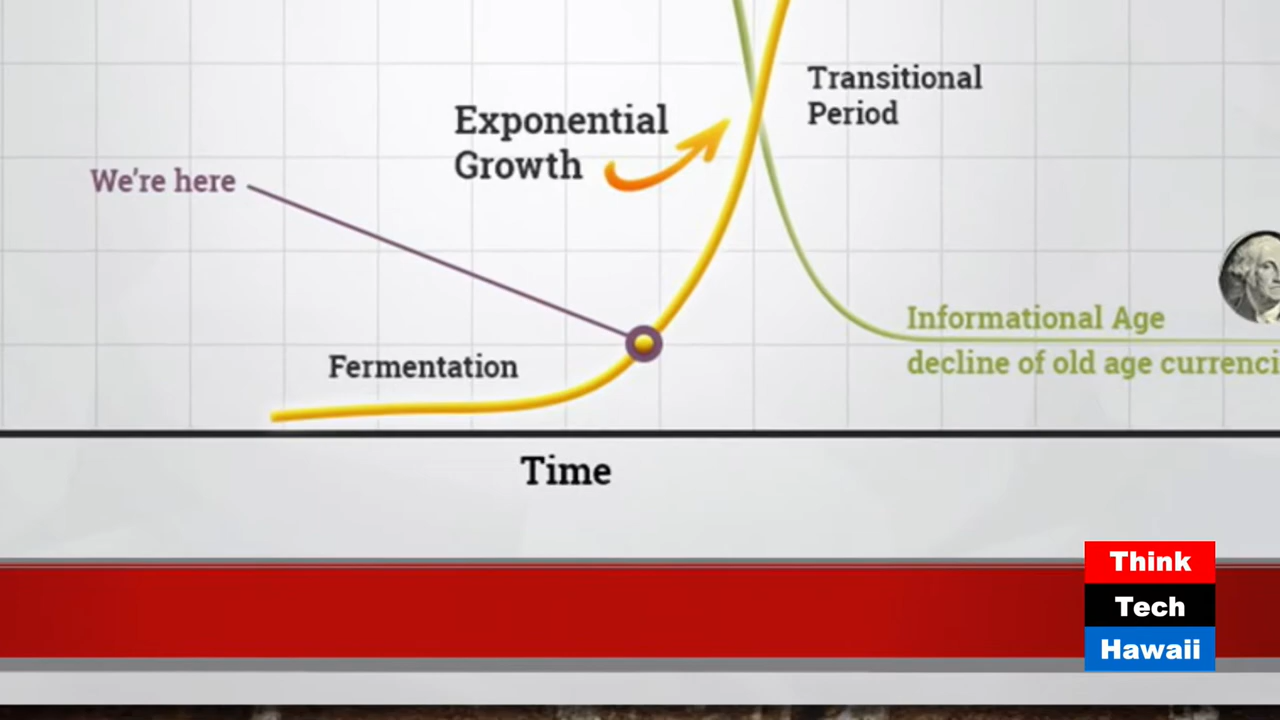 Transitional
Period
Exponential
Growth
We're here
Informational Age
decline of old age currenci
Fermentation
Time
Think
Tech
Hawaii